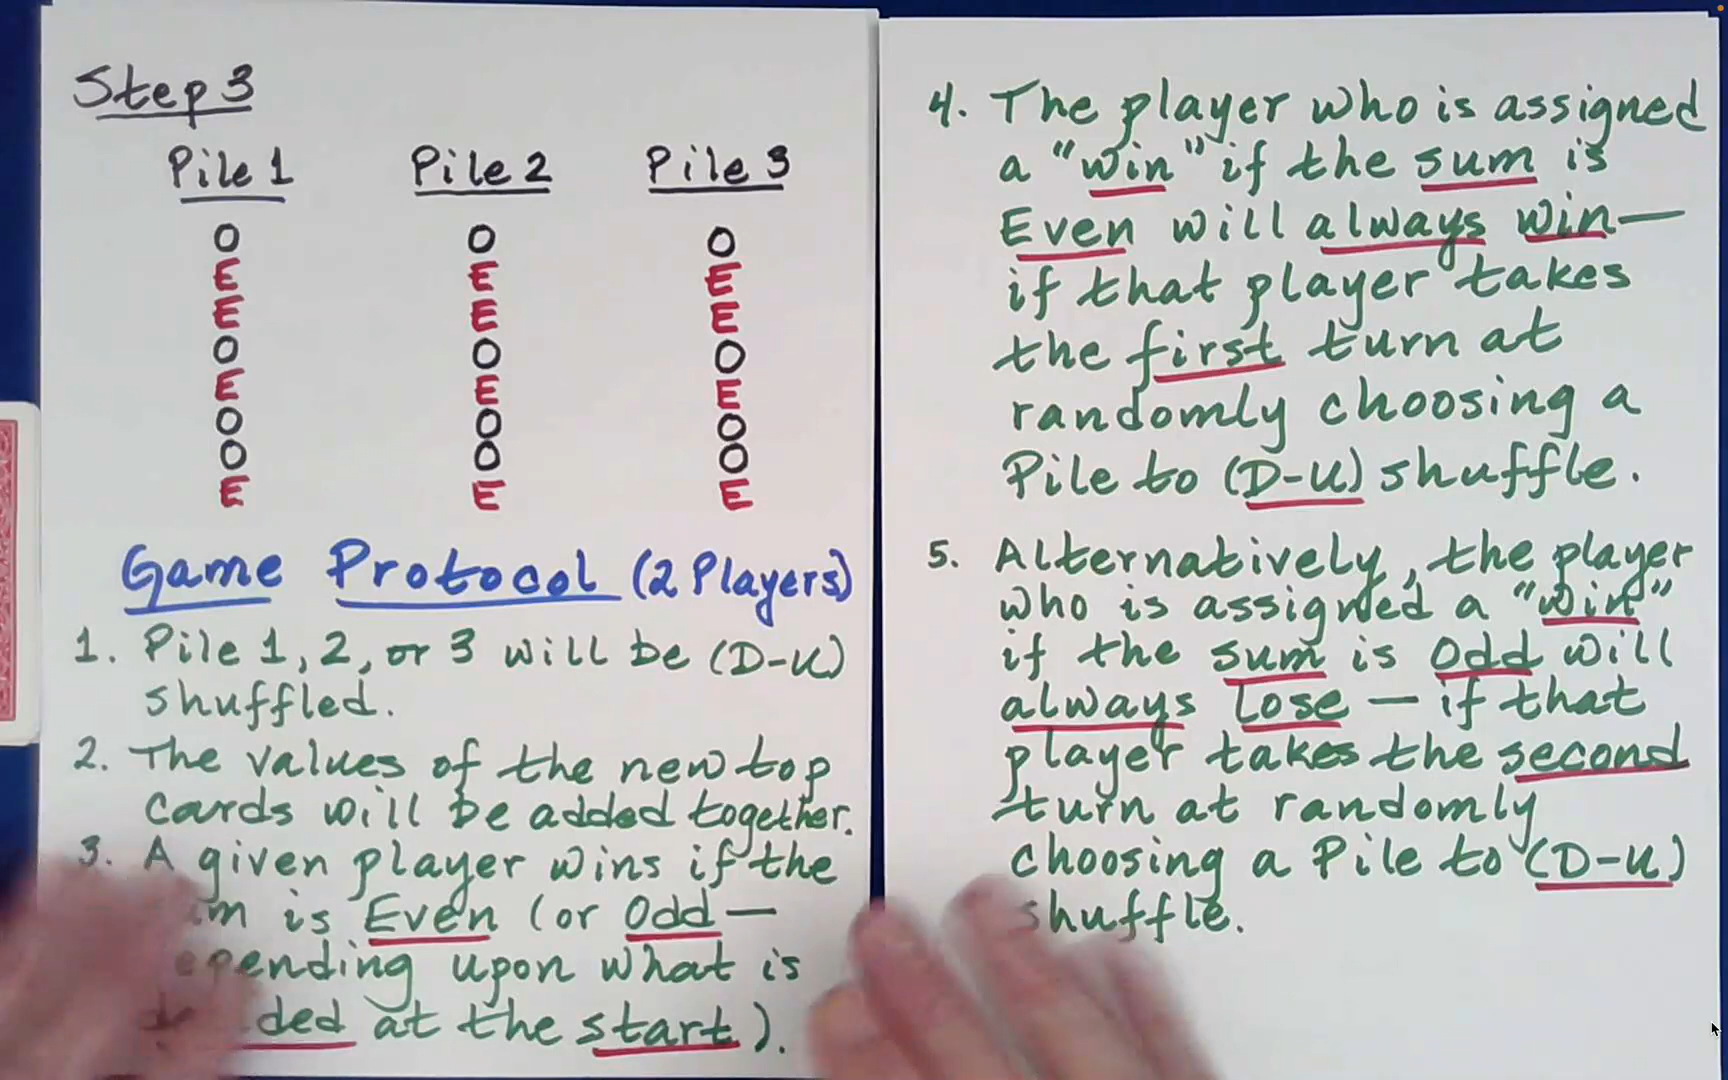 Step 3
Pile 1 Pile 2 Pile 3
O O O
E E E
E E E
O O O
E E E
O O O
O O O
E E E
Game Protocol (2 Players)
1. Pile 1, 2, or 3 will be (D-U)
shuffled.
2. The values of the new top
cards will be added together.
3. A given player wins if the
is Even (or Odd—
upon what is
at the start).
4. The player who is assigned
a "win" if the sum is
Even will always win—
if that player takes
the first turn at
randomly choosing a
Pile to (D-U) shuffle.
5. Alternatively, the player
who is assigned a "win"
if the sum is Odd will
always Lose — if that
player takes the second
turn at randomly
choosing a Pile to (D-U)
shuffle.